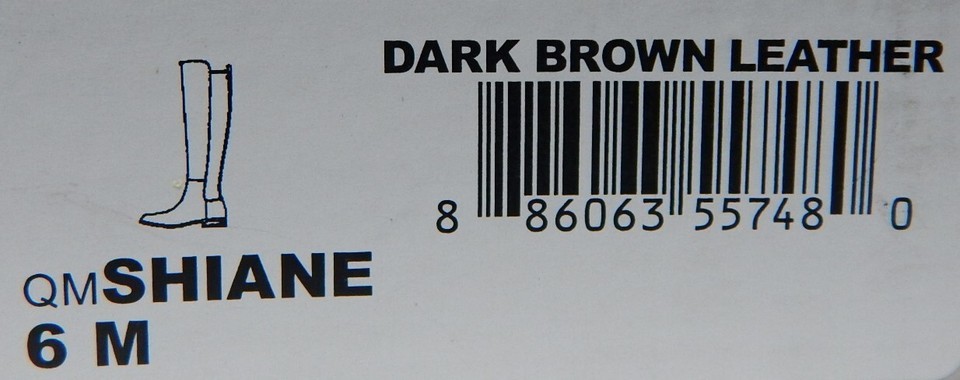 DARK BROWN LEATHER
8 86063 55748 0
QMSHIANE
6 M